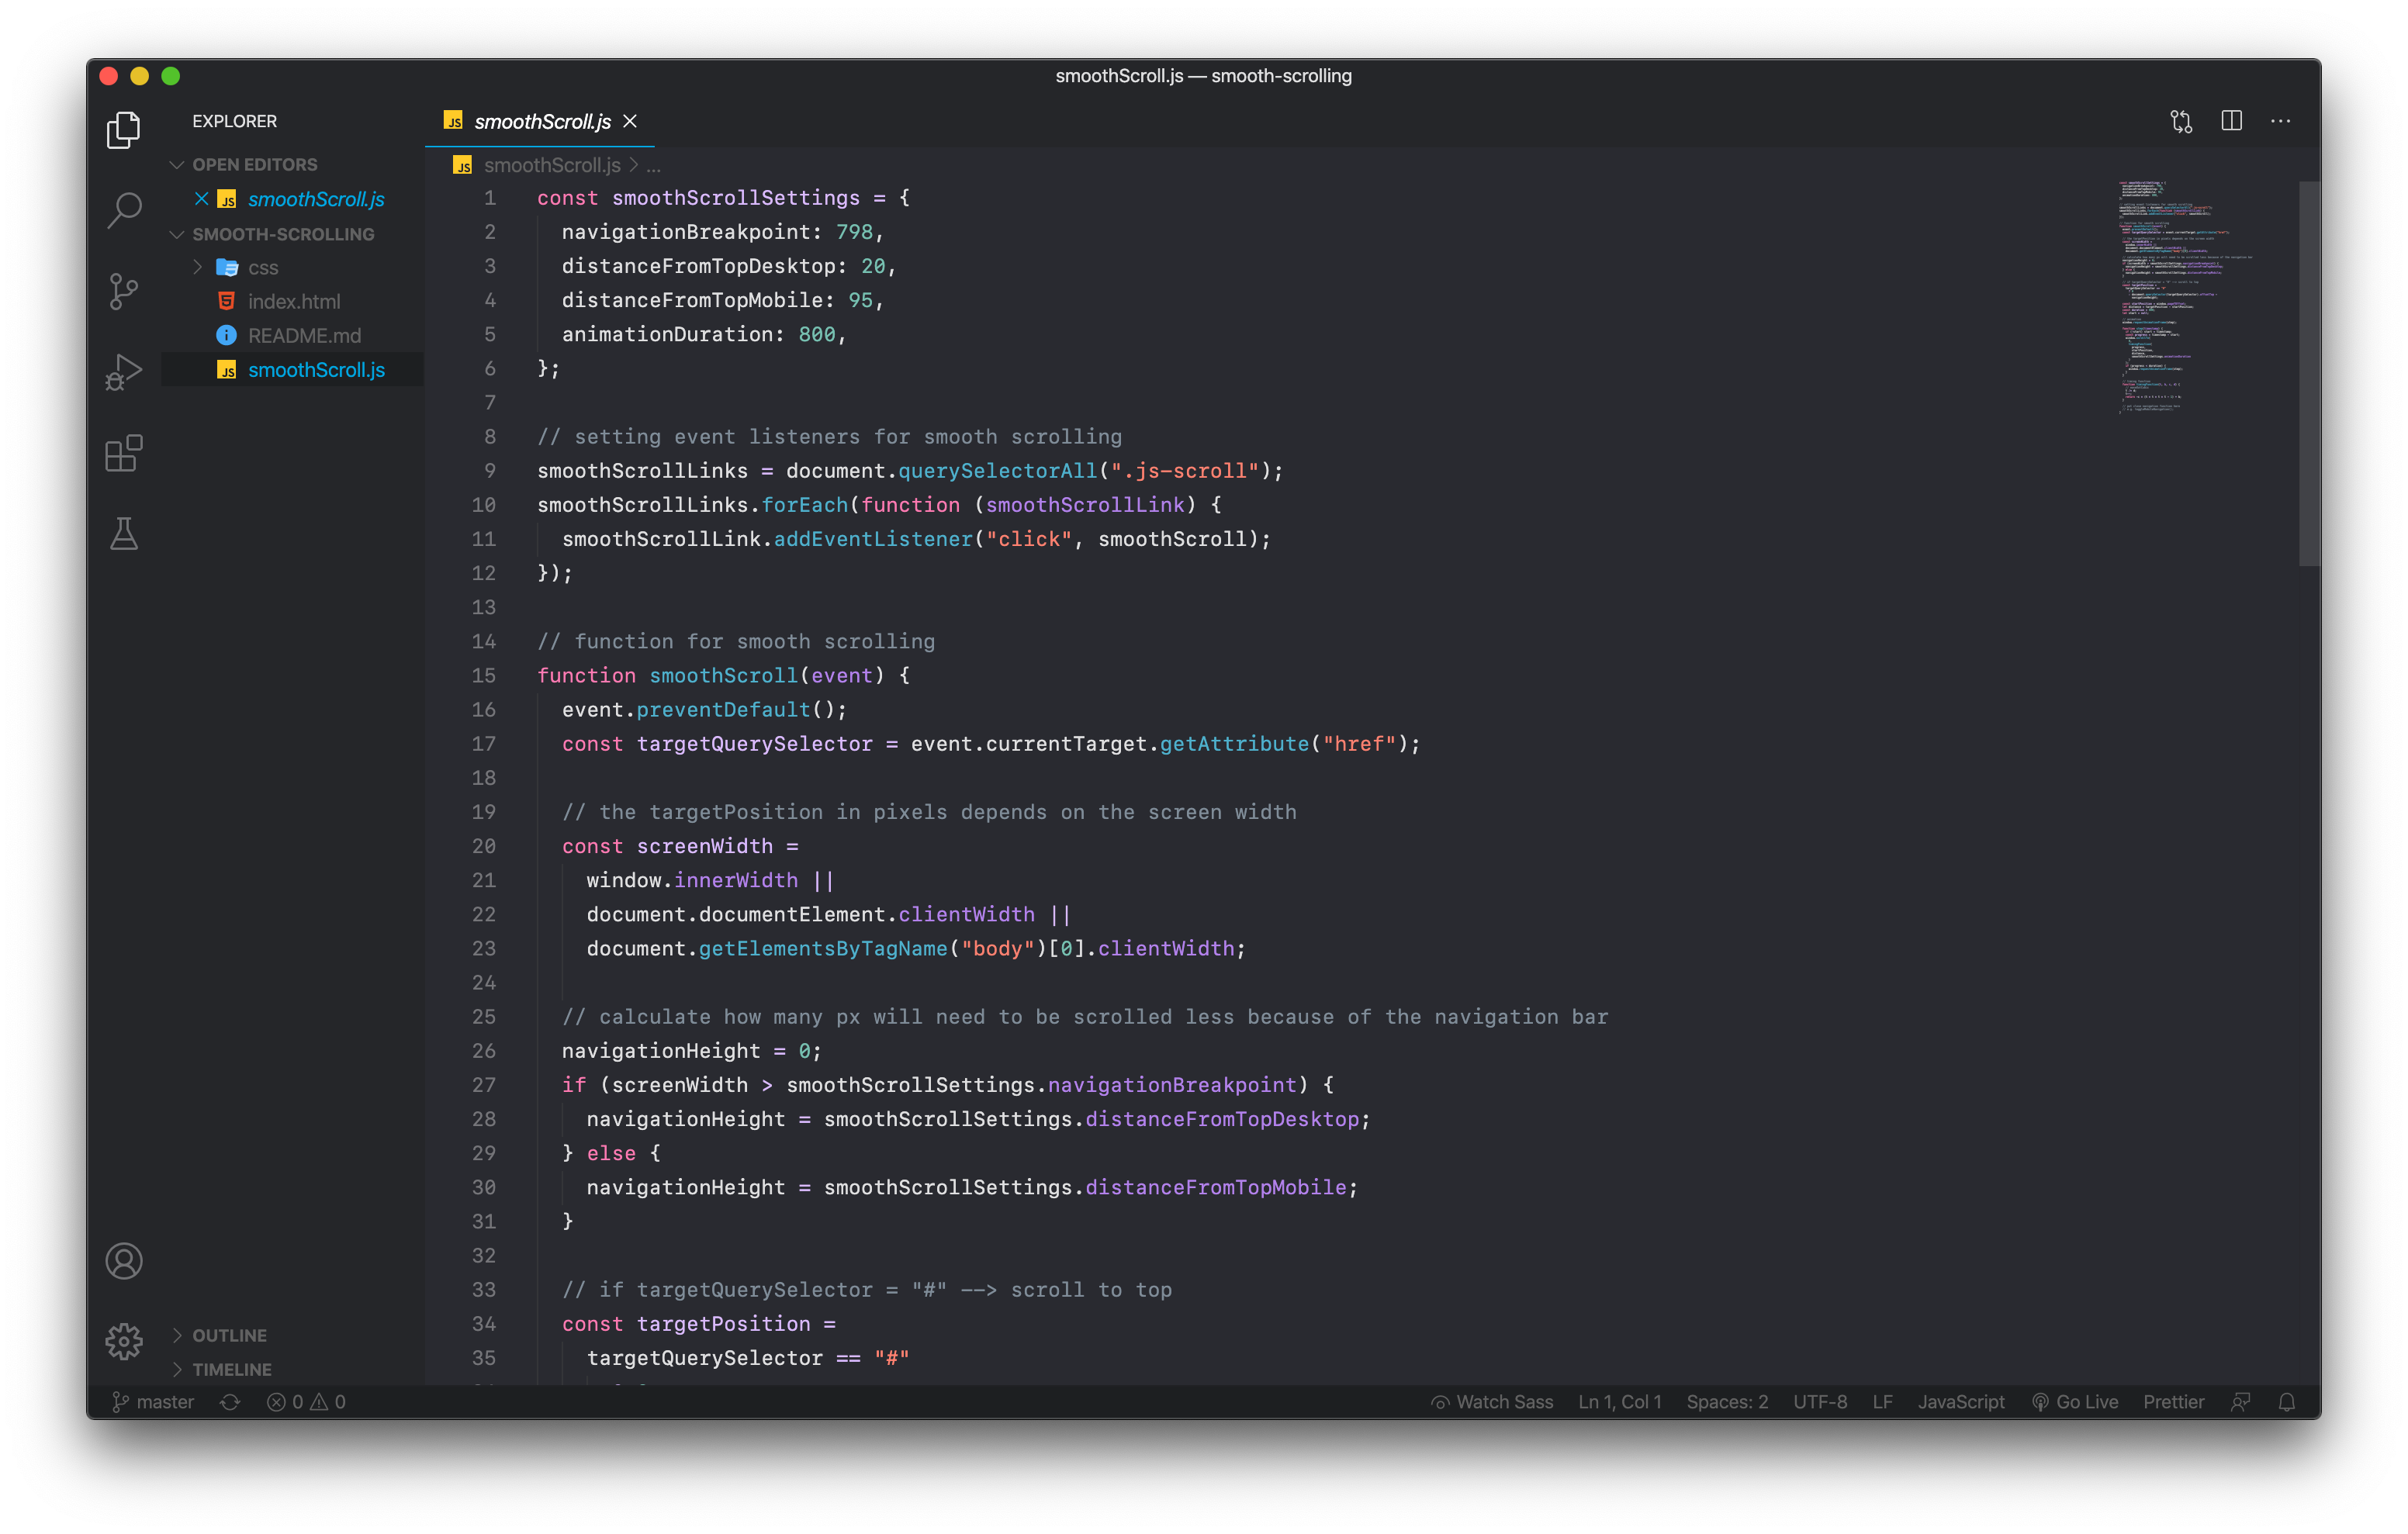 smoothScroll.js — smooth-scrolling
EXPLORER
OPEN EDITORS
smoothScroll.js
SMOOTH-SCROLLING
css
index.html
README.md
smoothScroll.js
OUTLINE
TIMELINE
smoothScroll.js
smoothScroll.js > ...
1 const smoothScrollSettings = {
2   navigationBreakpoint: 798,
3   distanceFromTopDesktop: 20,
4   distanceFromTopMobile: 95,
5   animationDuration: 800,
6 };
7
8 // setting event listeners for smooth scrolling
9 smoothScrollLinks = document.querySelectorAll(".js-scroll");
10 smoothScrollLinks.forEach(function (smoothScrollLink) {
11   smoothScrollLink.addEventListener("click", smoothScroll);
12 });
13
14 // function for smooth scrolling
15 function smoothScroll(event) {
16   event.preventDefault();
17   const targetQuerySelector = event.currentTarget.getAttribute("href");
18
19   // the targetPosition in pixels depends on the screen width
20   const screenWidth =
21     window.innerWidth ||
22     document.documentElement.clientWidth ||
23     document.getElementsByTagName("body")[0].clientWidth;
24
25   // calculate how many px will need to be scrolled less because of the navigation bar
26   navigationHeight = 0;
27   if (screenWidth > smoothScrollSettings.navigationBreakpoint) {
28     navigationHeight = smoothScrollSettings.distanceFromTopDesktop;
29   } else {
30     navigationHeight = smoothScrollSettings.distanceFromTopMobile;
31   }
32
33   // if targetQuerySelector = "#" --> scroll to top
34   const targetPosition =
35     targetQuerySelector == "#"
master 0 0 Watch Sass Ln 1, Col 1 Spaces: 2 UTF-8 LF JavaScript Go Live Prettier